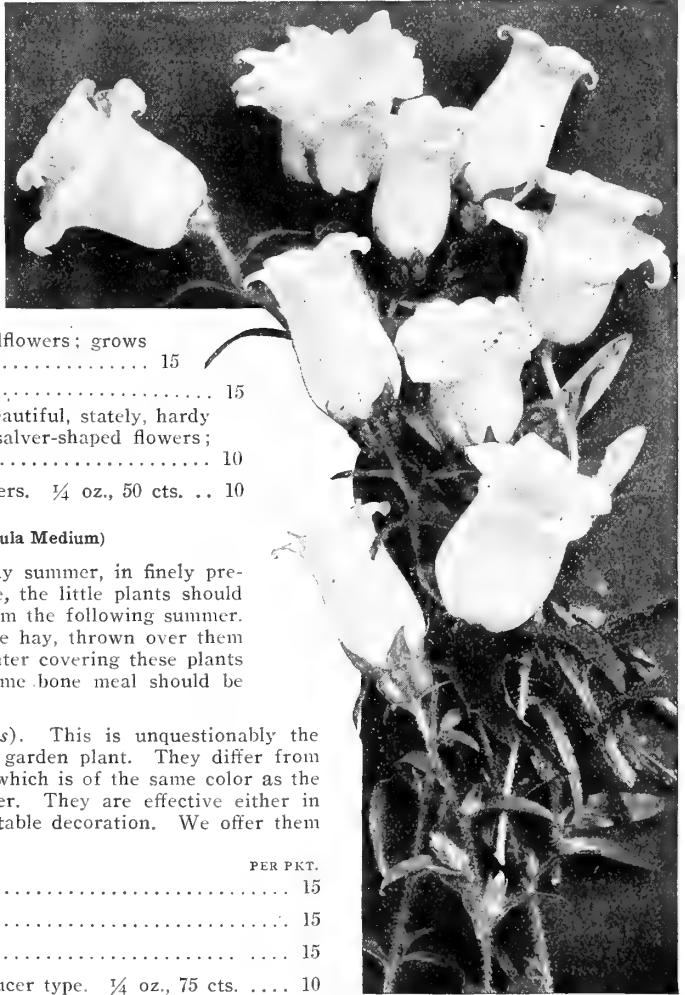 flowers; grows
.............. 15
..................... 15
eautiful, stately, hardy
salver-shaped flowers;
..................... 10
ers. ¼ oz., 50 cts. .. 10
ula Medium)
y summer, in finely pre-
e, the little plants should
m the following summer.
e hay, thrown over them
ter covering these plants
me bone meal should be
s). This is unquestionably the
garden plant. They differ from
which is of the same color as the
er. They are effective either in
table decoration. We offer them
PER PKT.
............................. 15
............................. 15
............................. 15
acer type. ¼ oz., 75 cts. .... 10